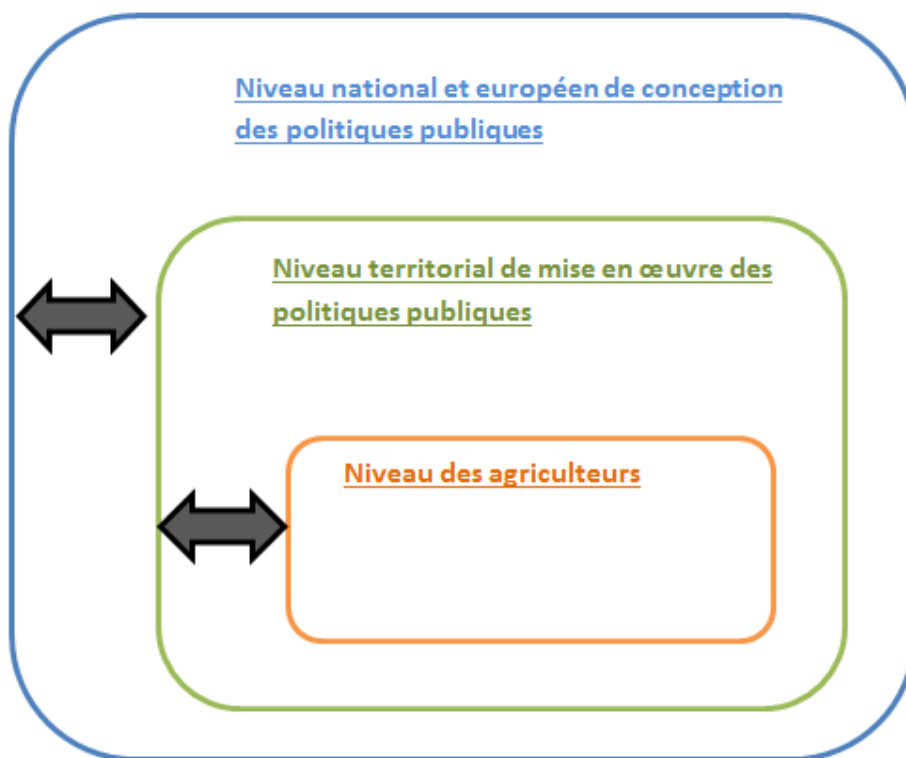 Niveau national et européen de conception
des politiques publiques
Niveau territorial de mise en œuvre des
politiques publiques
Niveau des agriculteurs